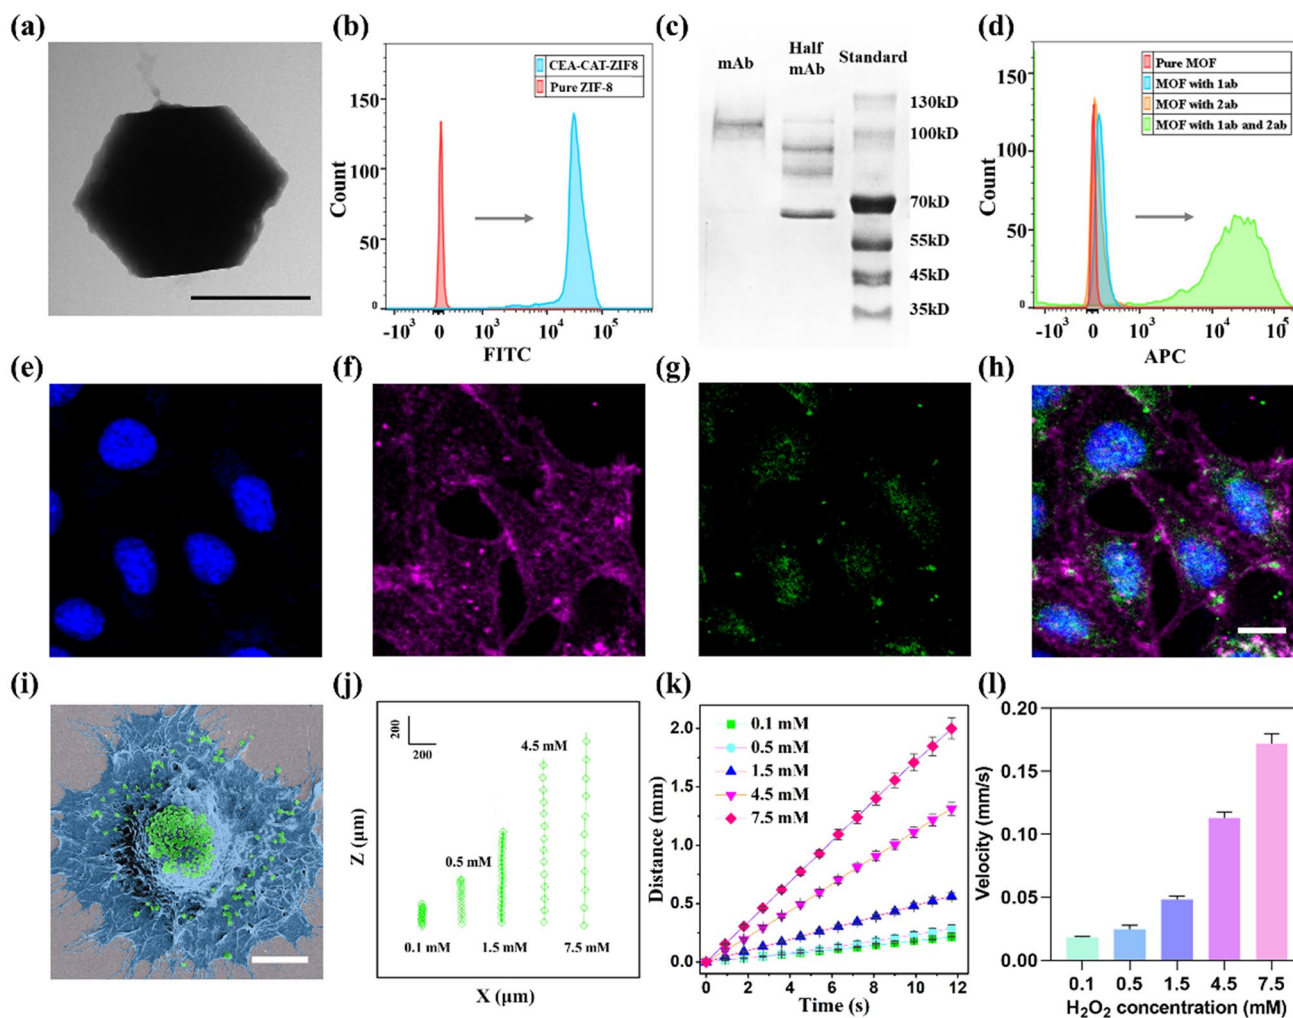 (a)
(b)
CEA-CAT-ZIF8
Pure ZIF-8
Count
150
100
50
0
-10³ 0 10³ 10⁴ 10⁵
FITC
(c)
mAb
Half
mAb
Standard
130kD
100kD
70kD
55kD
45kD
35kD
(d)
Pure MOF
MOF with 1ab
MOF with 2ab
MOF with 1ab and 2ab
Count
150
100
50
0
-10³ 0 10³ 10⁴ 10⁵
APC
(e)
(f)
(g)
(h)
(i)
(j)
200
200
Z (μm)
0.1 mM
0.5 mM
1.5 mM
4.5 mM
7.5 mM
X (μm)
(k)
0.1 mM
0.5 mM
1.5 mM
4.5 mM
7.5 mM
Distance (mm)
2.0
1.5
1.0
0.5
0.0
0 2 4 6 8 10 12
Time (s)
(l)
Velocity (mm/s)
0.20
0.15
0.10
0.05
0.00
0.1 0.5 1.5 4.5 7.5
H₂O₂ concentration (mM)